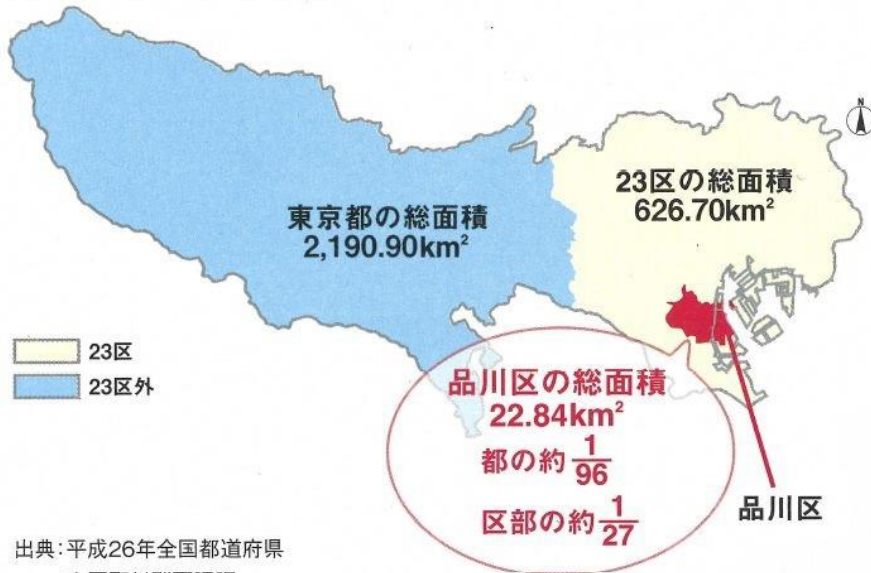 N
23区の総面積
626.70km²
東京都の総面積
2,190.90km²
23区
23区外
品川区の総面積
22.84km²
都の約1/96
区部の約1/27
品川区
出典:平成26年全国都道府県